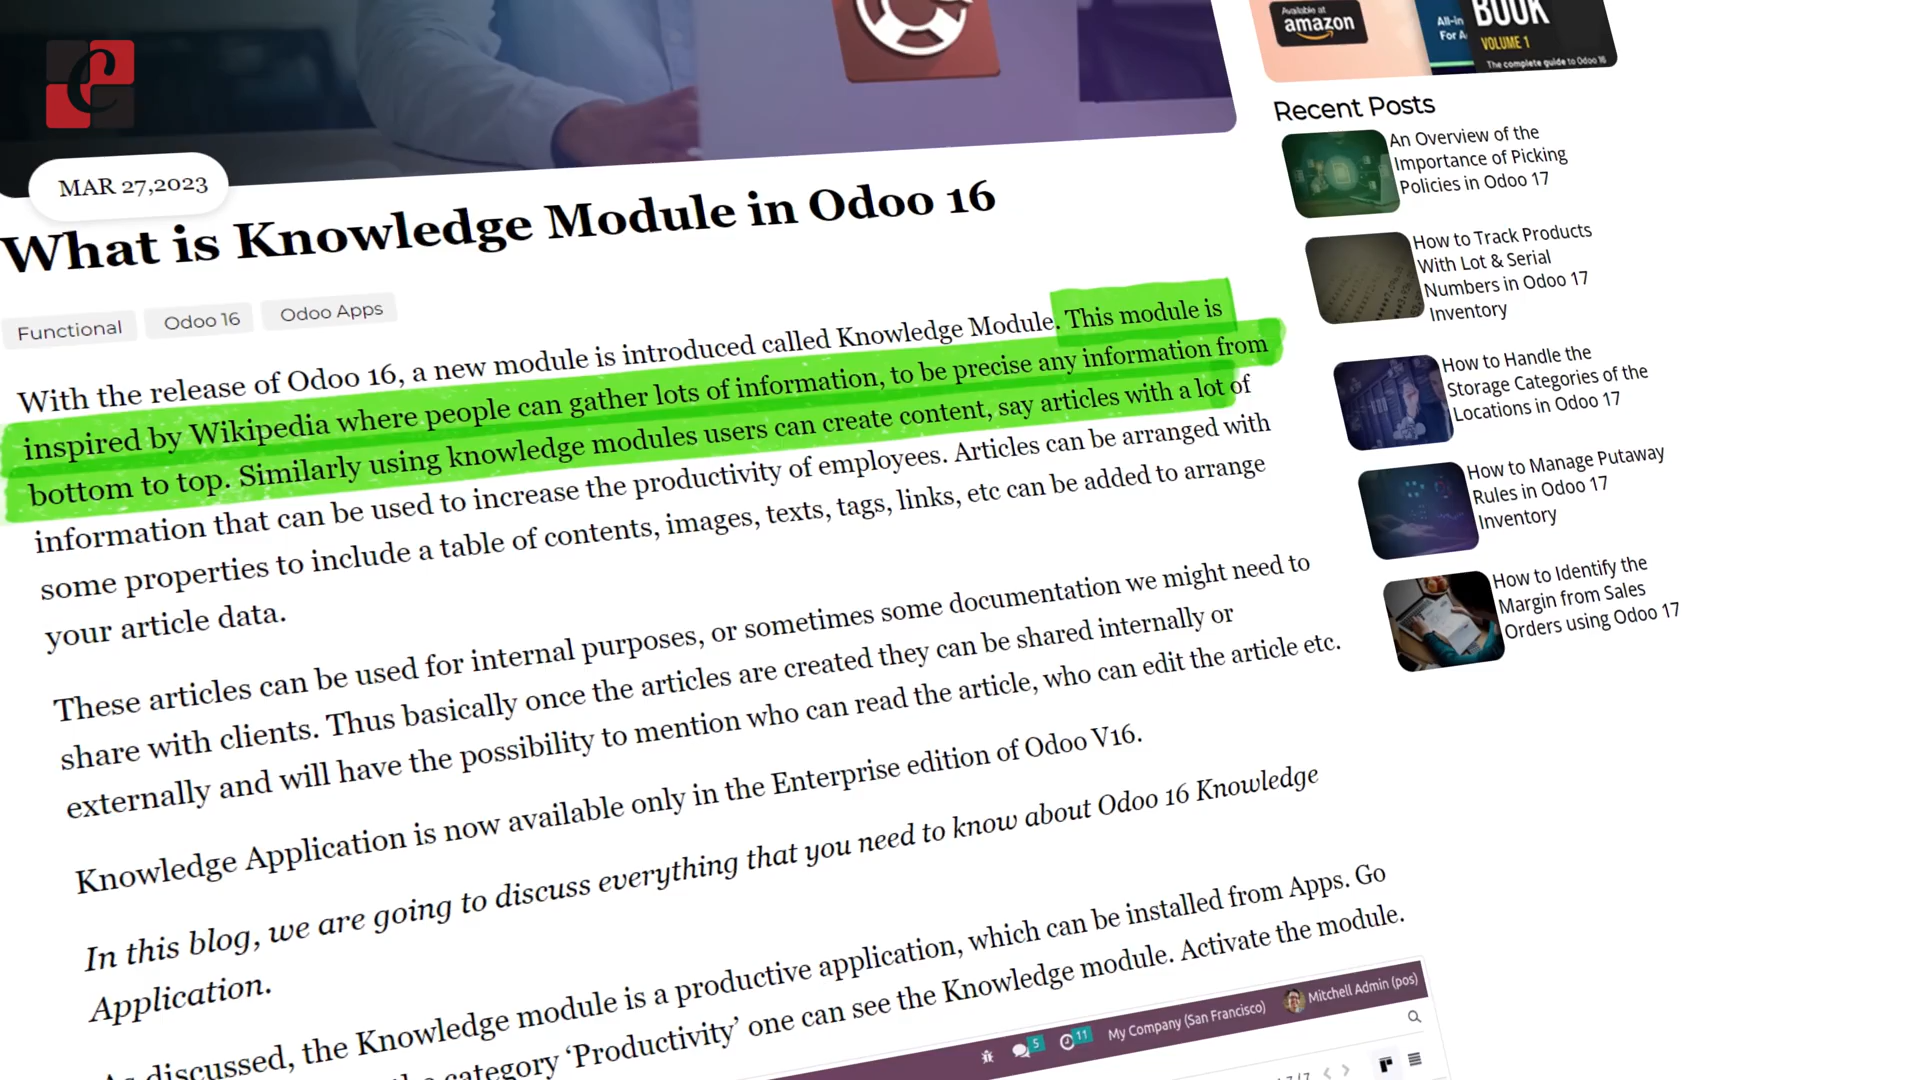 Available at
amazon
All-in
For A
BOOK
VOLUME 1
The complete guide to Odoo 16
MAR 27,2023
What is Knowledge Module in Odoo 16
Functional
Odoo 16
Odoo Apps
With the release of Odoo 16, a new module is introduced called Knowledge Module. This module is
inspired by Wikipedia where people can gather lots of information, to be precise any information from
bottom to top. Similarly using knowledge modules users can create content, say articles with a lot of
information that can be used to increase the productivity of employees. Articles can be arranged with
some properties to include a table of contents, images, texts, tags, links, etc can be added to arrange
your article data.
These articles can be used for internal purposes, or sometimes some documentation we might need to
share with clients. Thus basically once the articles are created they can be shared internally or
externally and will have the possibility to mention who can read the article, who can edit the article etc.
Knowledge Application is now available only in the Enterprise edition of Odoo V16.
In this blog, we are going to discuss everything that you need to know about Odoo 16 Knowledge
Application.
As discussed, the Knowledge module is a productive application, which can be installed from Apps. Go
category ‘Productivity’ one can see the Knowledge module. Activate the module.
5
11
My Company (San Francisco)
Mitchell Admin (pos)
Recent Posts
An Overview of the
Importance of Picking
Policies in Odoo 17
How to Track Products
With Lot & Serial
Numbers in Odoo 17
Inventory
How to Handle the
Storage Categories of the
Locations in Odoo 17
How to Manage Putaway
Rules in Odoo 17
Inventory
How to Identify the
Margin from Sales
Orders using Odoo 17